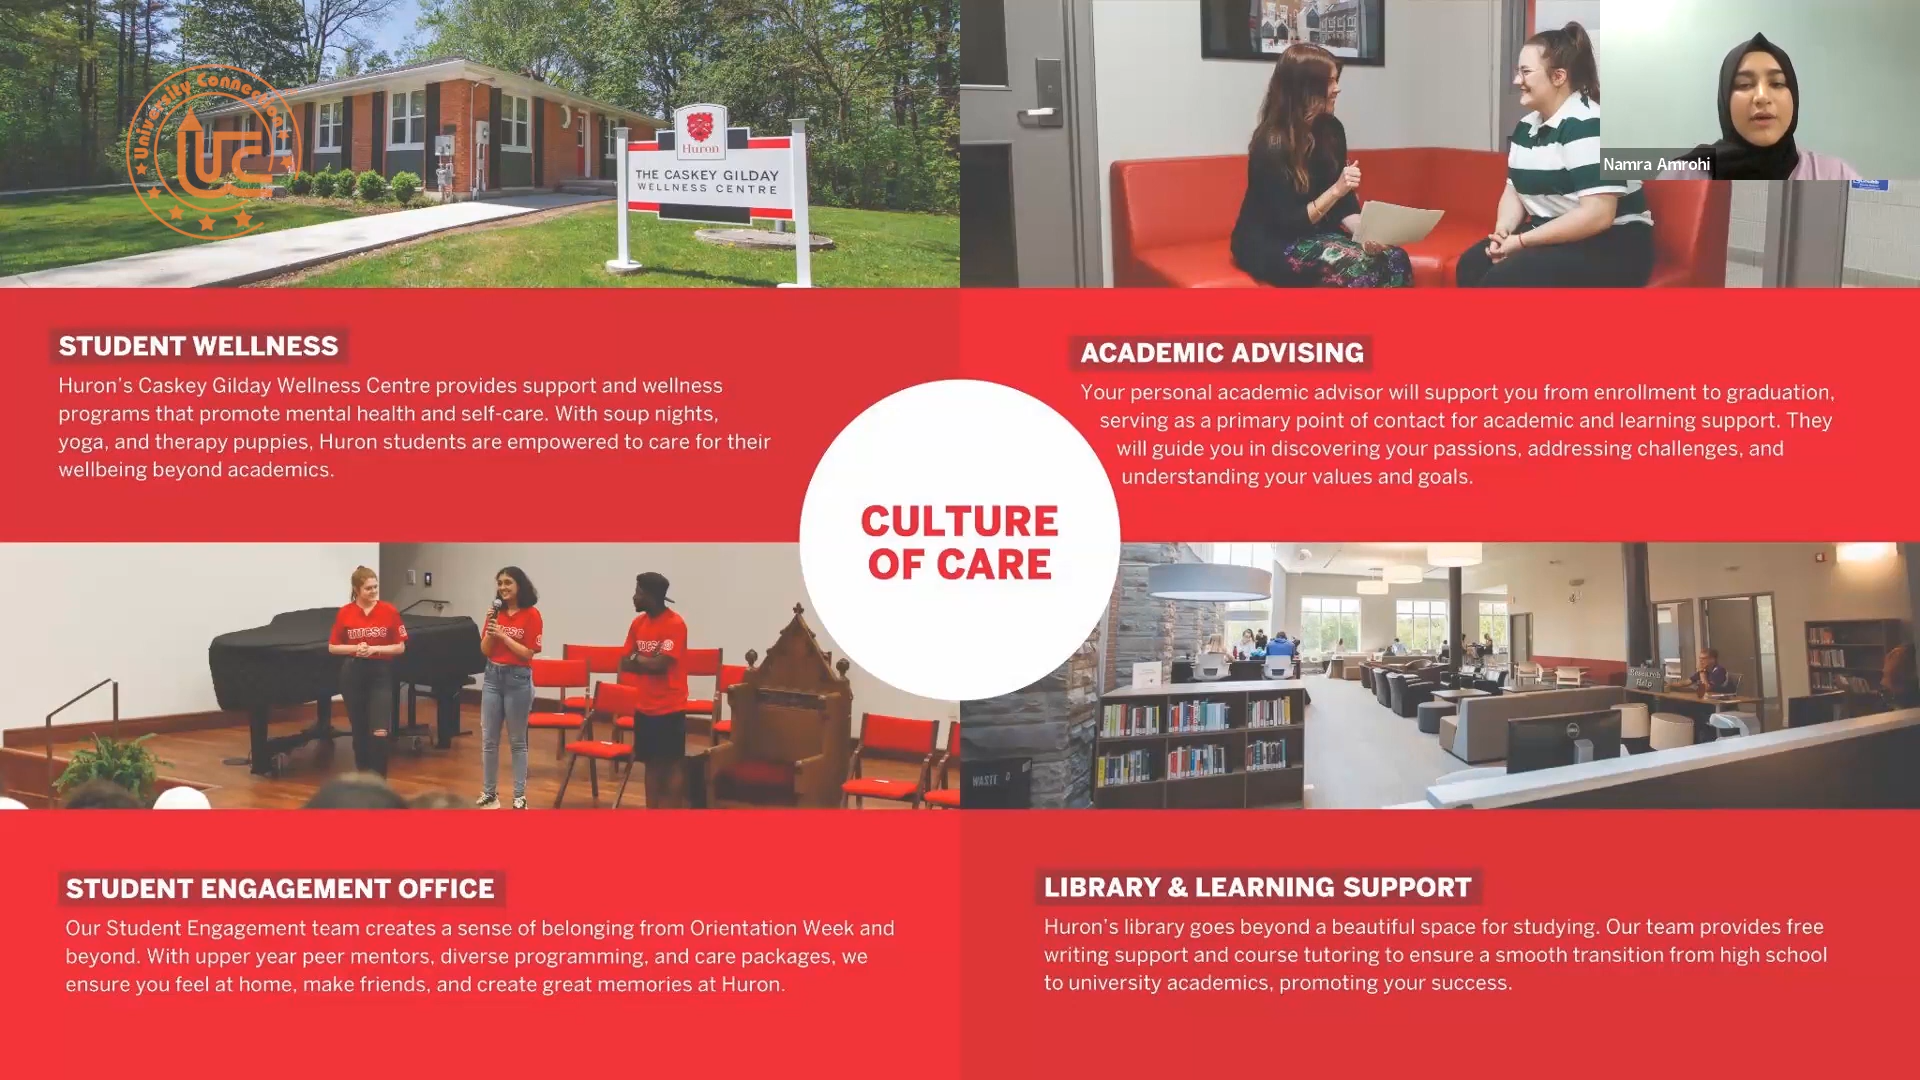 University Connection
UC
Huron
THE CASKEY GILDAY
WELLNESS CENTRE
Namra Amrohi
STUDENT WELLNESS
Huron's Caskey Gilday Wellness Centre provides support and wellness
programs that promote mental health and self-care. With soup nights,
yoga, and therapy puppies, Huron students are empowered to care for their
wellbeing beyond academics.
ACADEMIC ADVISING
Your personal academic advisor will support you from enrollment to graduation,
serving as a primary point of contact for academic and learning support. They
will guide you in discovering your passions, addressing challenges, and
understanding your values and goals.
CULTURE
OF CARE
Research
Help
WASTE
DELL
STUDENT ENGAGEMENT OFFICE
Our Student Engagement team creates a sense of belonging from Orientation Week and
beyond. With upper year peer mentors, diverse programming, and care packages, we
ensure you feel at home, make friends, and create great memories at Huron.
LIBRARY & LEARNING SUPPORT
Huron's library goes beyond a beautiful space for studying. Our team provides free
writing support and course tutoring to ensure a smooth transition from high school
to university academics, promoting your success.